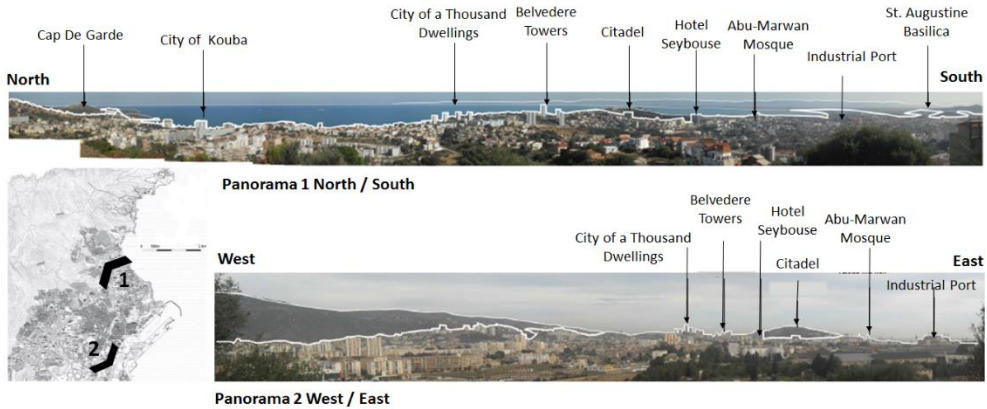 Cap De Garde
City of Kouba
City of a Thousand
Dwellings
Belvedere
Towers
Citadel
Hotel
Seybouse
Abu-Marwan
Mosque
Industrial Port
St. Augustine
Basilica
North
South
Panorama 1 North / South
1
2
Belvedere
Towers
City of a Thousand
Dwellings
Hotel
Seybouse
Citadel
Abu-Marwan
Mosque
Industrial Port
West
East
Panorama 2 West / East